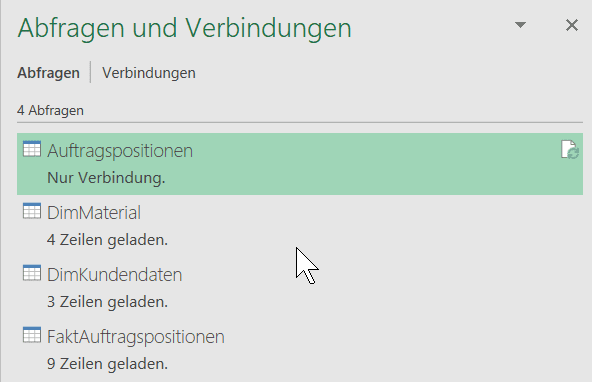 Abfragen und Verbindungen
Abfragen Verbindungen
4 Abfragen
Auftragspositionen
Nur Verbindung.
DimMaterial
4 Zeilen geladen.
DimKundendaten
3 Zeilen geladen.
FaktAuftragspositionen
9 Zeilen geladen.